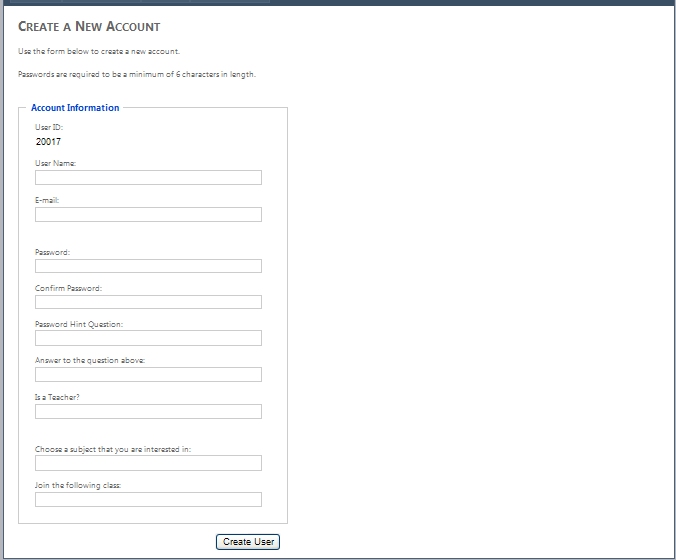 CREATE A NEW ACCOUNT
Use the form below to create a new account.
Passwords are required to be a minimum of 6 characters in length.
Account Information
User ID:
20017
User Name:
E-mail:
Password:
Confirm Password:
Password Hint Question:
Answer to the question above:
Is a Teacher?
Choose a subject that you are interested in:
Join the following class:
Create User